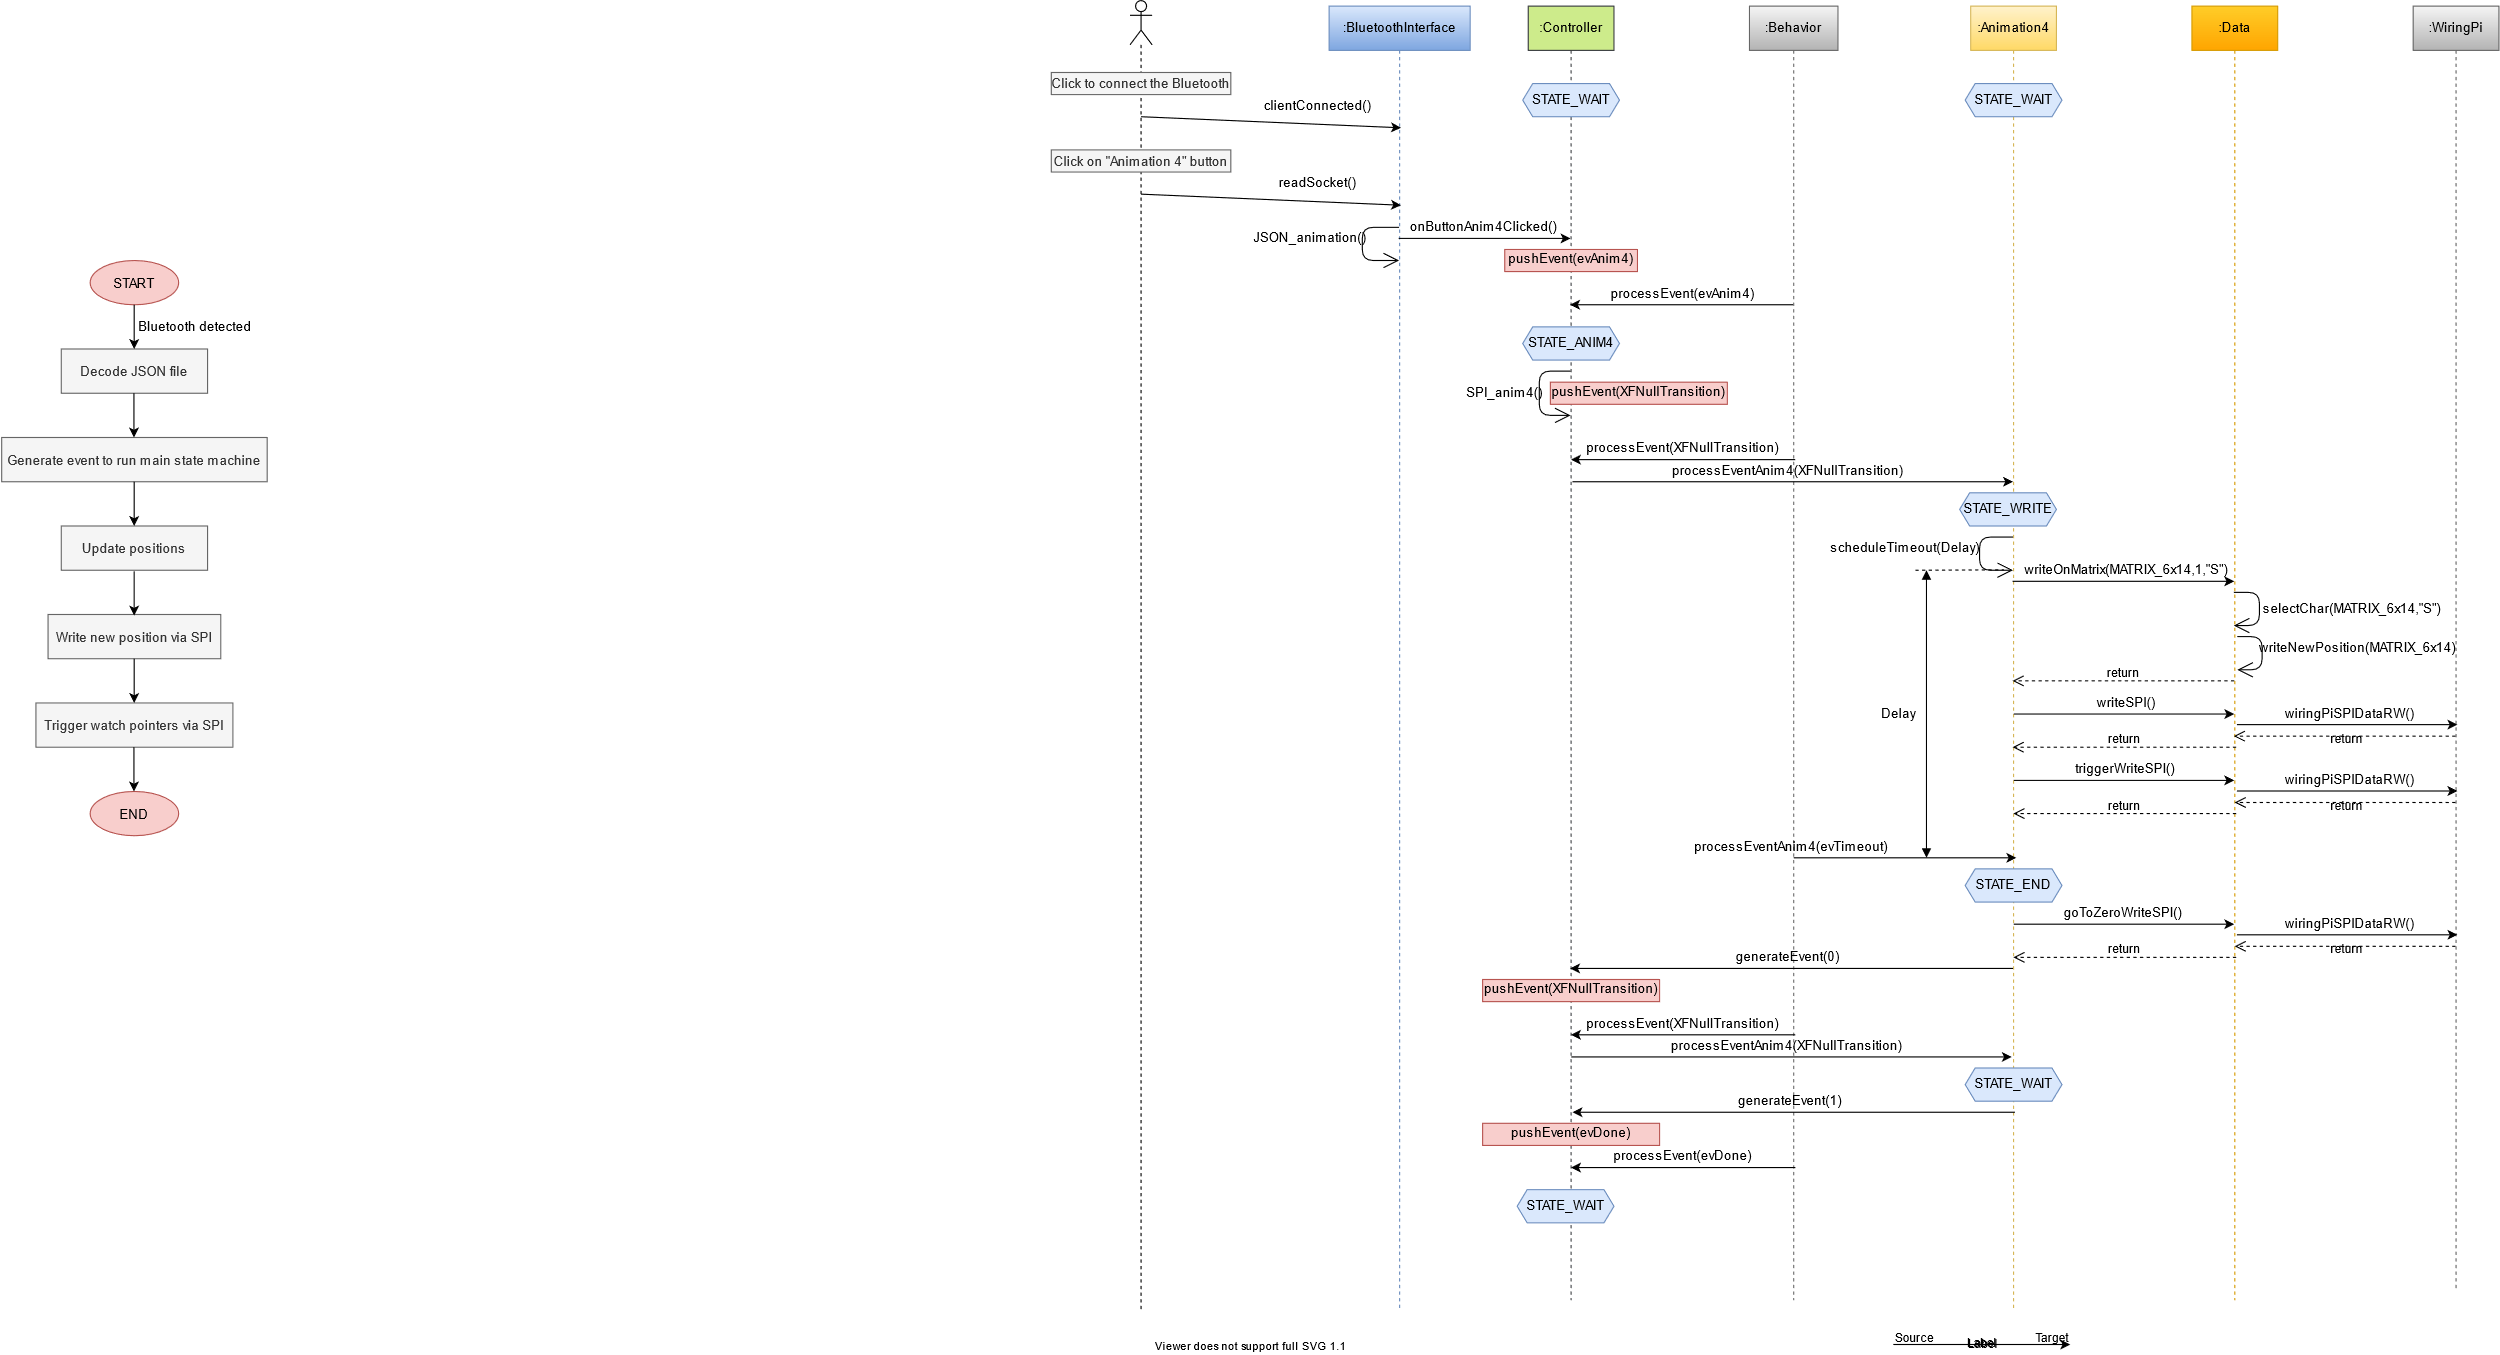 :BluetoothInterface
:Controller
:Behavior
:Animation4
:Data
:WiringPi
Click to connect the Bluetooth
STATE_WAIT
STATE_WAIT
clientConnected()
Click on "Animation 4" button
readSocket()
onButtonAnim4Clicked()
JSON_animation()
pushEvent(evAnim4)
START
processEvent(evAnim4)
Bluetooth detected
STATE_ANIM4
Decode JSON file
SPI_anim4()
pushEvent(XFNullTransition)
processEvent(XFNullTransition)
Generate event to run main state machine
processEventAnim4(XFNullTransition)
STATE_WRITE
Update positions
scheduleTimeout(Delay)
writeOnMatrix(MATRIX_6x14,1,"S")
selectChar(MATRIX_6x14,"S")
Write new position via SPI
writeNewPosition(MATRIX_6x14)
return
writeSPI()
Delay
wiringPiSPIDataRW()
Trigger watch pointers via SPI
return
return
triggerWriteSPI()
wiringPiSPIDataRW()
return
return
END
processEventAnim4(evTimeout)
STATE_END
goToZeroWriteSPI()
wiringPiSPIDataRW()
return
return
generateEvent(0)
pushEvent(XFNullTransition)
processEvent(XFNullTransition)
processEventAnim4(XFNullTransition)
STATE_WAIT
generateEvent(1)
pushEvent(evDone)
processEvent(evDone)
STATE_WAIT
Source
Label
Target
Viewer does not support full SVG 1.1